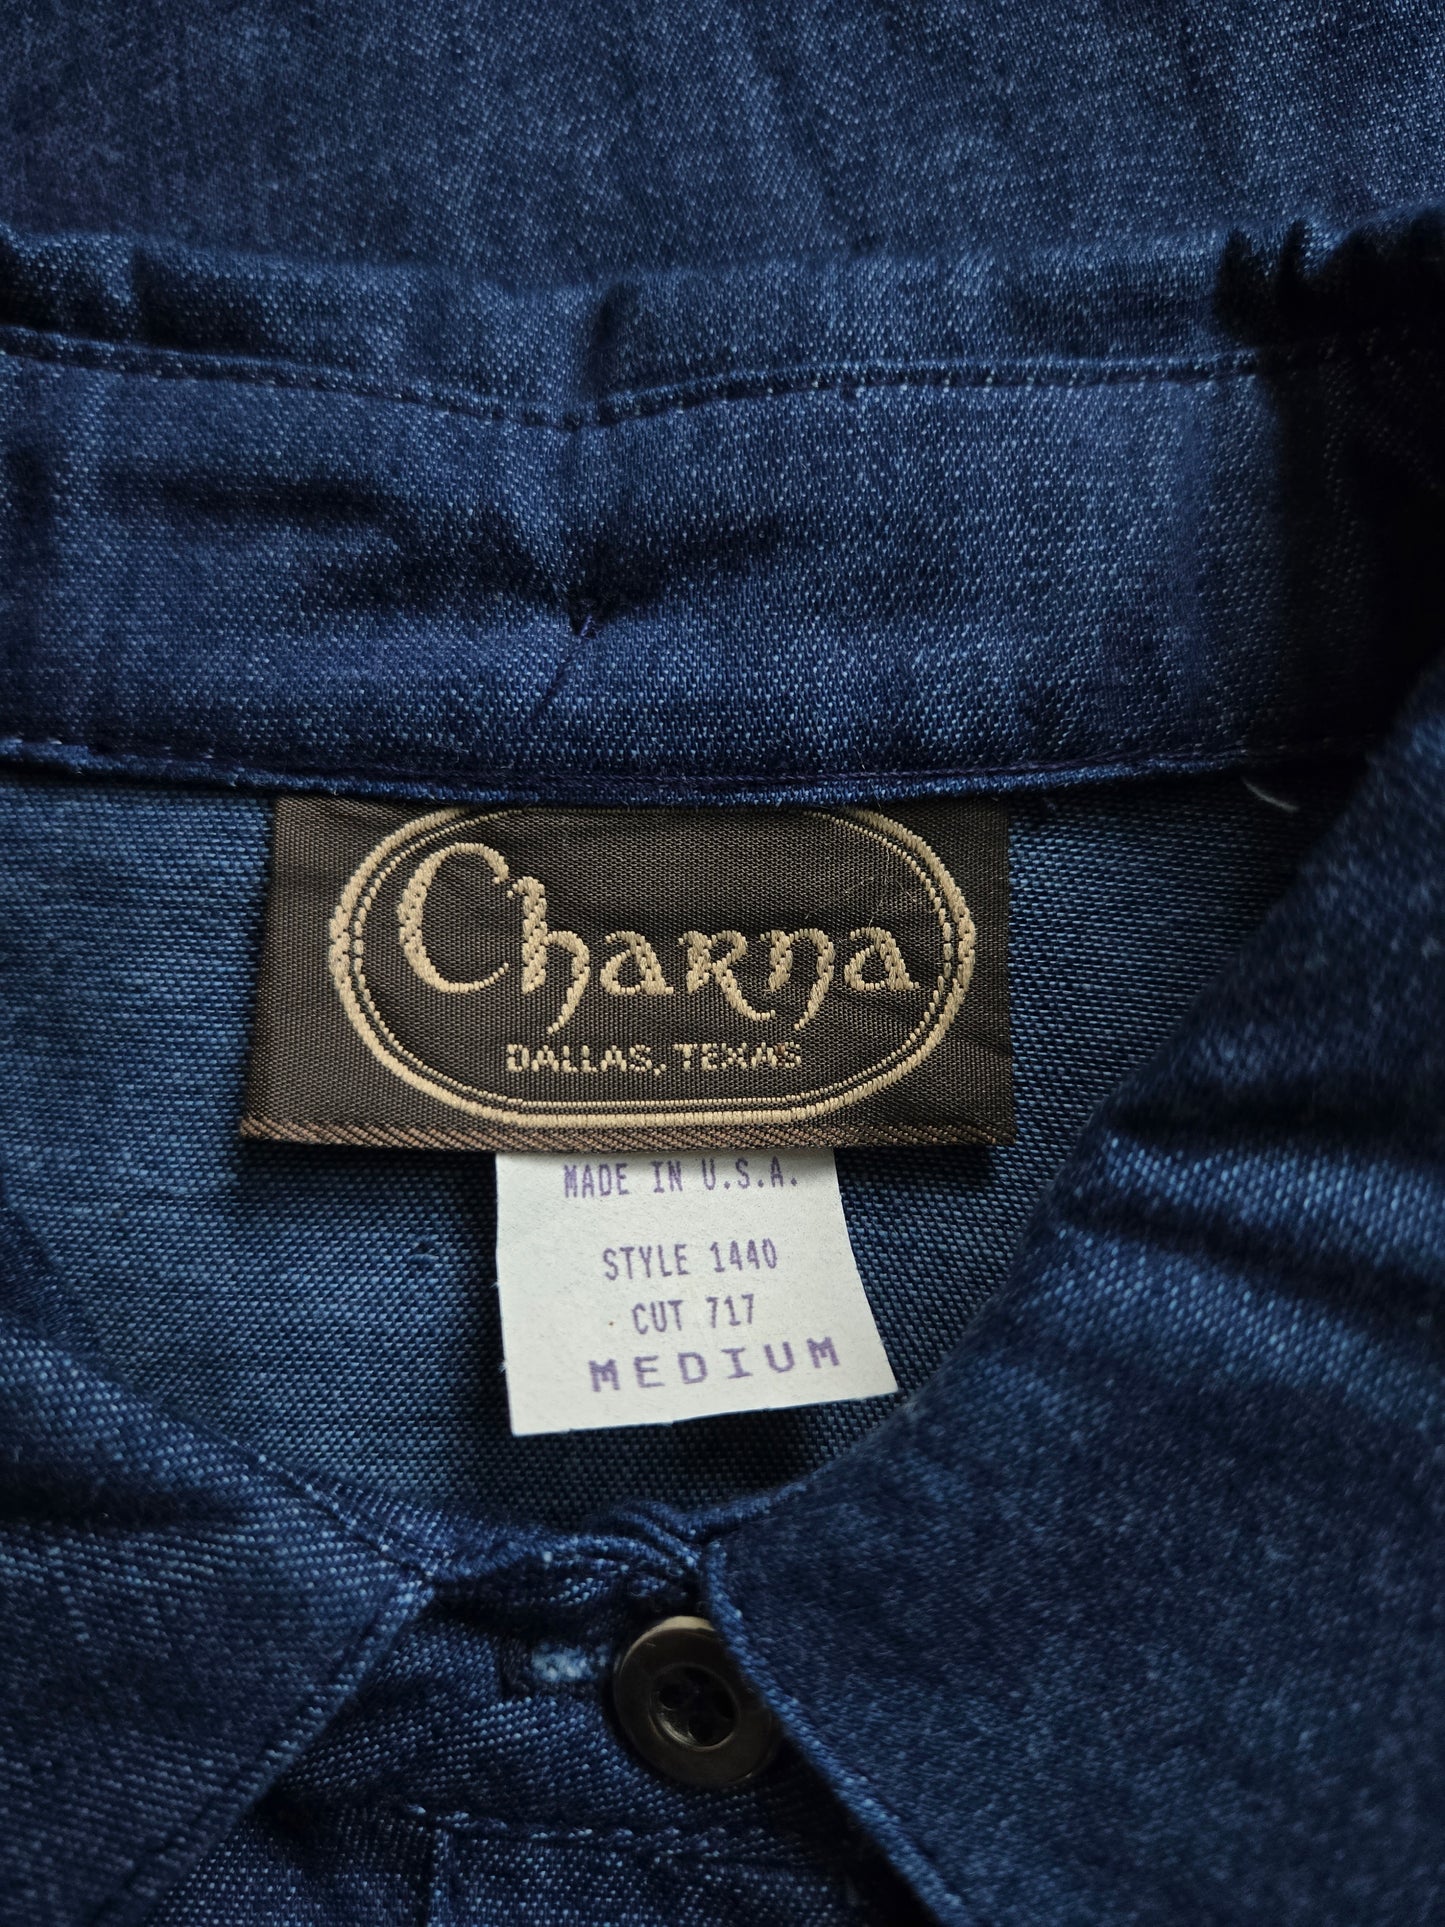 Charna
DALLAS, TEXAS
MADE IN U.S.A.
STYLE 1440
CUT 717
MEDIUM